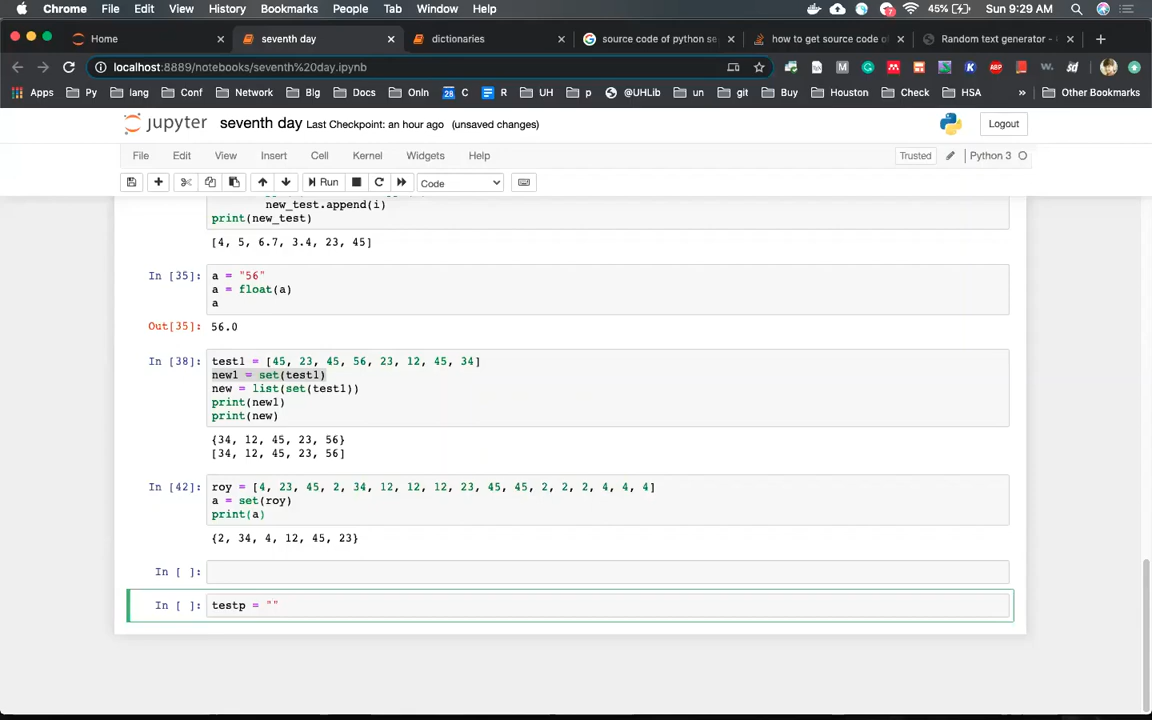 Chrome File Edit View History Bookmarks People Tab Window Help 7 45% Sun 9:29 AM
Home seventh day dictionaries source code of python se how to get source code of Random text generator -
localhost:8889/notebooks/seventh%20day.ipynb
Apps Py lang Conf Network BIg Docs OnIn 28 C R UH p @UHLib un git Buy Houston Check HSA » Other Bookmarks
jupyter seventh day Last Checkpoint: an hour ago (unsaved changes) Logout
File Edit View Insert Cell Kernel Widgets Help Trusted Python 3
Run Code
new_test.append(i)
print(new_test)
[4, 5, 6.7, 3.4, 23, 45]
In [35]: a = "56"
a = float(a)
a
Out[35]: 56.0
In [38]: test1 = [45, 23, 45, 56, 23, 12, 45, 34]
new1 = set(test1)
new = list(set(test1))
print(new1)
print(new)
{34, 12, 45, 23, 56}
[34, 12, 45, 23, 56]
In [42]: roy = [4, 23, 45, 2, 34, 12, 12, 12, 23, 45, 45, 2, 2, 2, 4, 4, 4]
a = set(roy)
print(a)
{2, 34, 4, 12, 45, 23}
In [ ]:
In [ ]: testp = ""